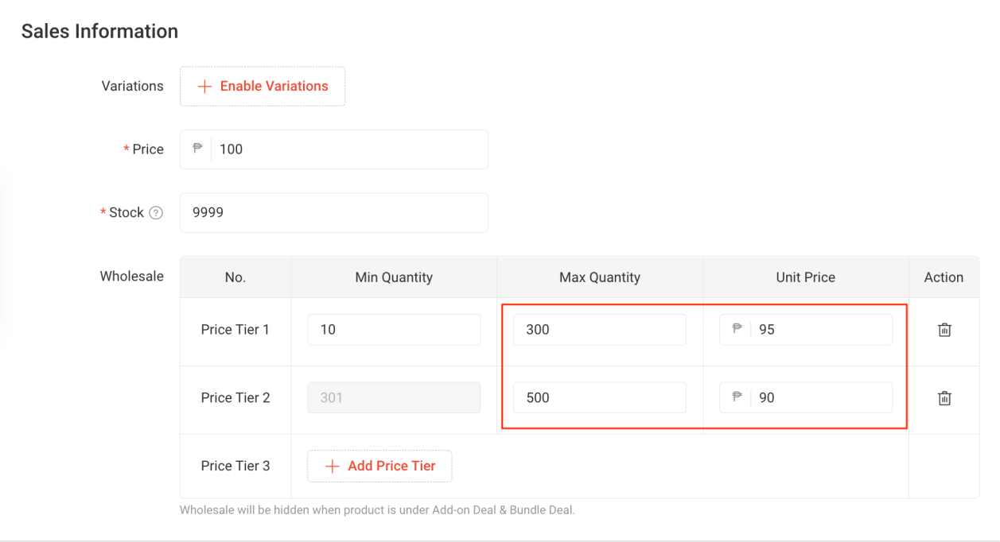 Sales Information
Variations
Enable Variations
* Price ₱ 100
* Stock ? 9999
Wholesale
No. Min Quantity Max Quantity Unit Price Action
Price Tier 1 10 300 ₱ 95
Price Tier 2 301 500 ₱ 90
Price Tier 3 + Add Price Tier
Wholesale will be hidden when product is under Add-on Deal & Bundle Deal.